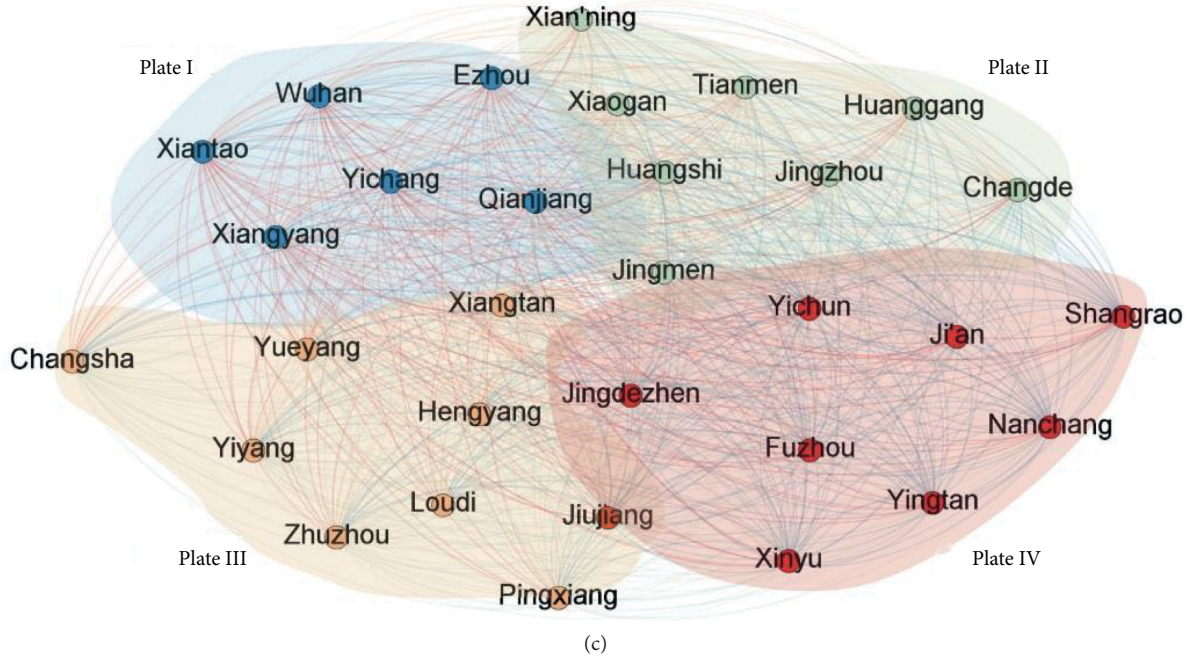 Xian'ning
Plate I
Plate II
Ezhou
Wuhan
Tianmen
Xiaogan
Huanggang
Xiantao
Yichang
Huangshi
Jingzhou
Changde
Qianjiang
Xiangyang
Jingmen
Xiangtan
Yichun
Shangrao
Ji'an
Changsha
Yueyang
Jingdezhen
Hengyang
Nanchang
Yiyang
Fuzhou
Loudi
Yingtan
Jiujiang
Zhuzhou
Plate III
Xinyu
Plate IV
Pingxiang
(c)